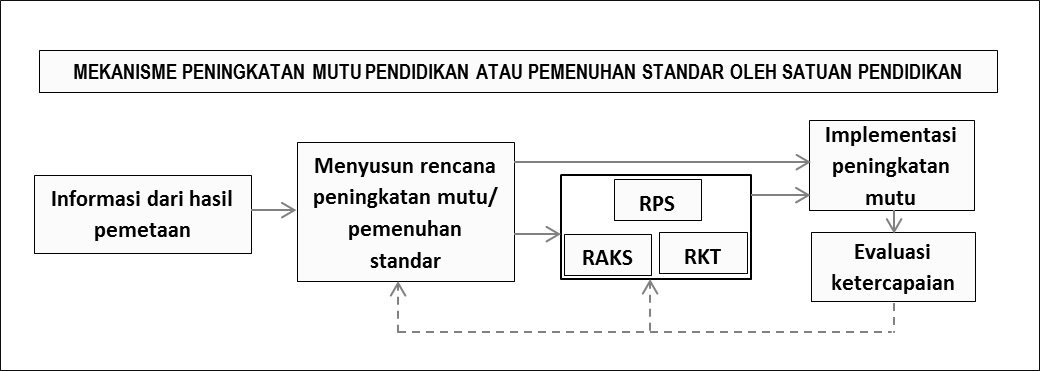 MEKANISME PENINGKATAN MUTU PENDIDIKAN ATAU PEMENUHAN STANDAR OLEH SATUAN PENDIDIKAN
Informasi dari hasil
pemetaan
Menyusun rencana
peningkatan mutu/
pemenuhan
standar
RPS
RAKS
RKT
Implementasi
peningkatan
mutu
Evaluasi
ketercapaian